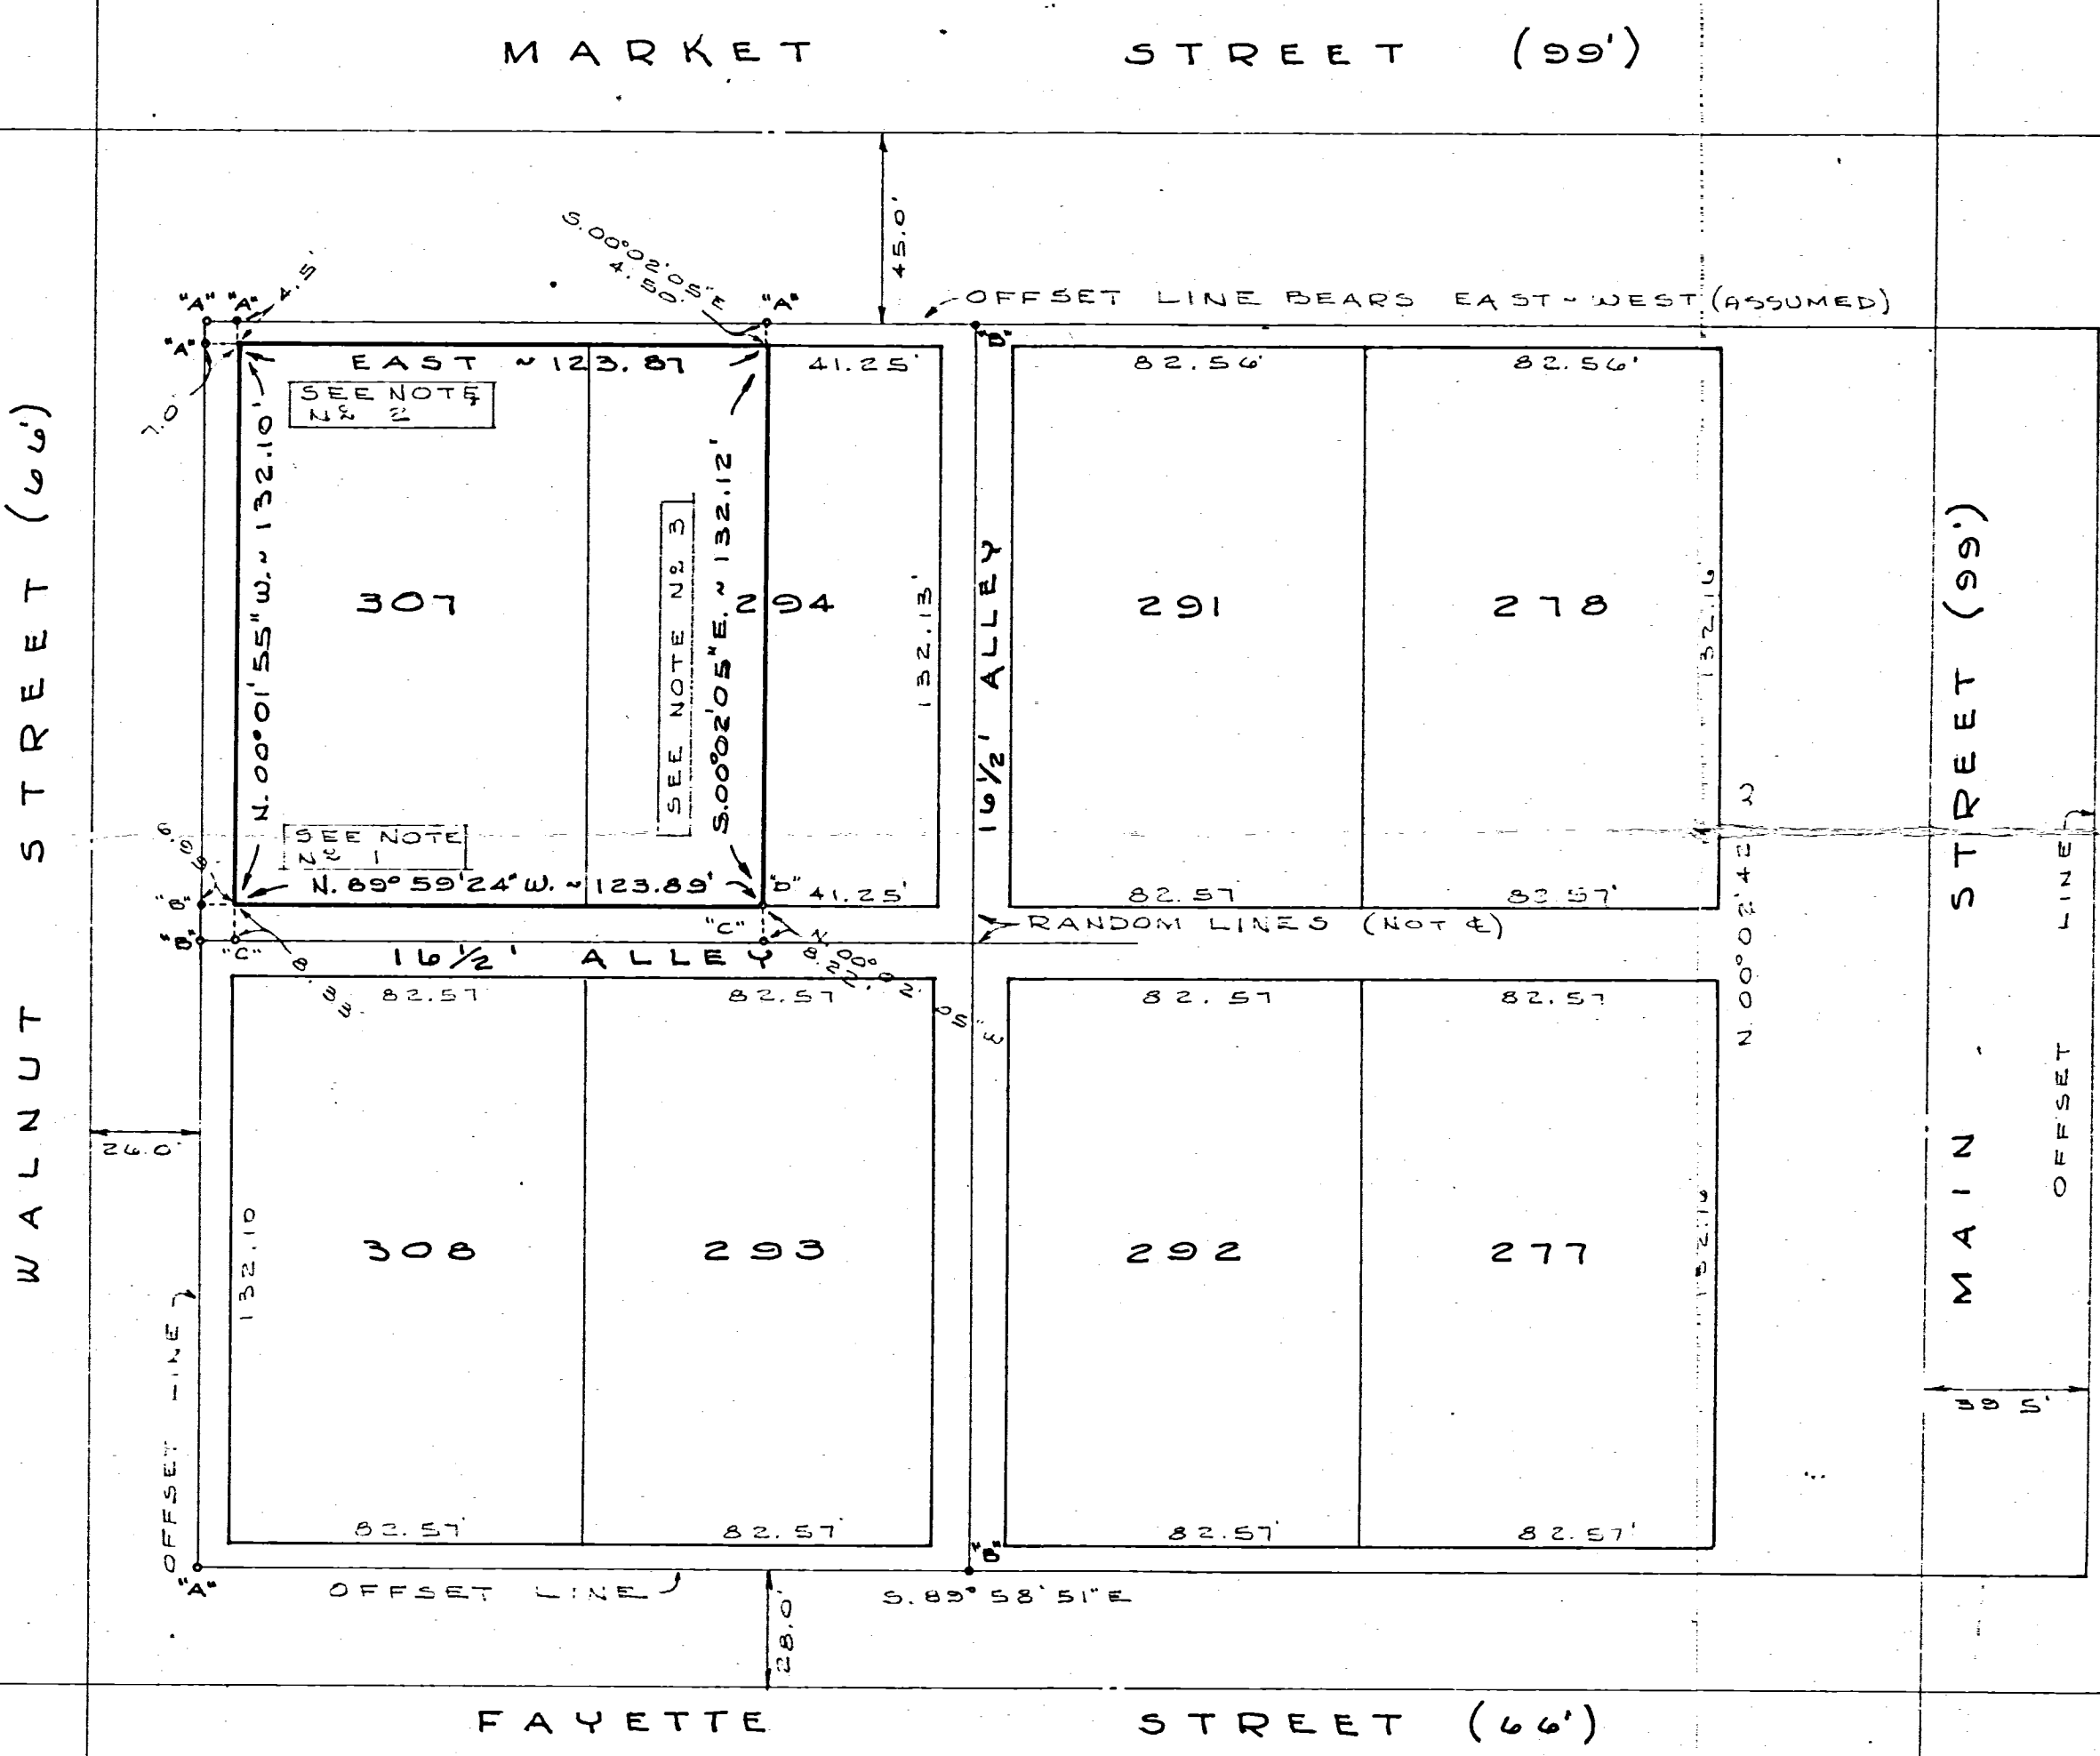 MARKET STREET (99')
45.0'
S.00°02'05"E
4.50'
4.5'
"A" "A" "A"
OFFSET LINE BEARS EAST~WEST (ASSUMED)
"A"
"D"
7.0'
EAST ~ 123.87
41.25'
82.56'
82.56'
SEE NOTE
Nº 2
WALNUT STREET (66')
N.00°01'55"W.~132.10'
SEE NOTE Nº 3
S.00°02'05"E.~132.12'
307
294
132.13'
16½' ALLEY
291
278
132.16'
MAIN STREET (99')
SEE NOTE
Nº 1
N.89°59'24"W.~123.89'
"D"
41.25'
82.57
82.57'
"B"
"B"
"C"
"C"
RANDOM LINES (NOT ℄)
16½' ALLEY
8.33'
OFFSET LINE
82.57'
82.57
82.57
82.57
26.0'
132.10
308
293
292
277
132.16
39.5'
OFFSET LINE
82.57'
82.57'
82.57'
82.57'
"A"
"B"
OFFSET LINE
S.89°58'51"E
28.0'
FAYETTE STREET (66')